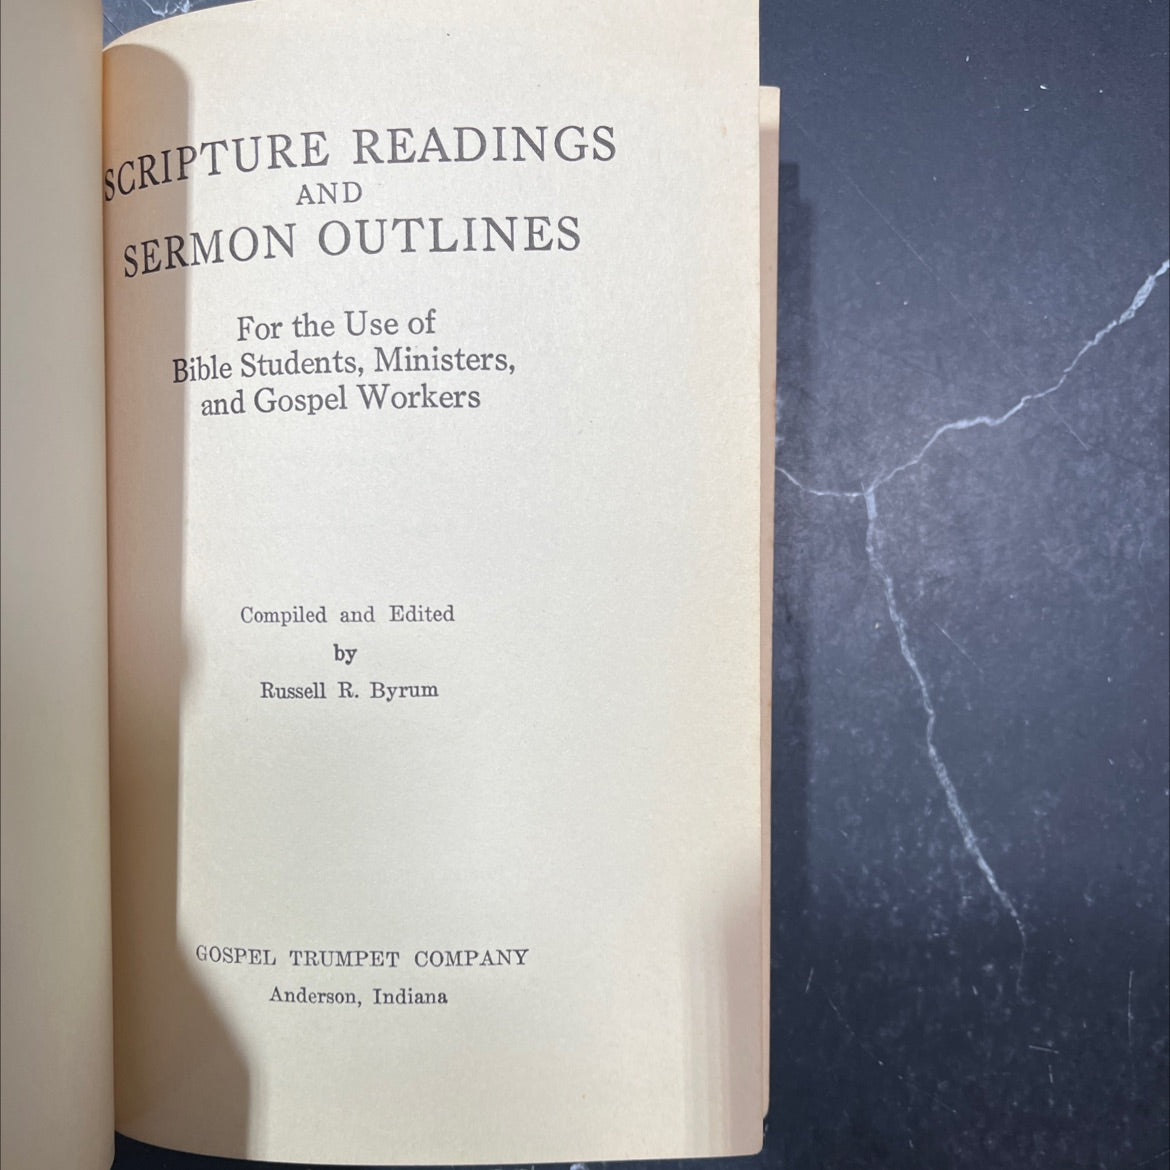 SCRIPTURE READINGS
AND
SERMON OUTLINES
For the Use of
Bible Students, Ministers,
and Gospel Workers
Compiled and Edited
by
Russell R. Byrum
GOSPEL TRUMPET COMPANY
Anderson, Indiana